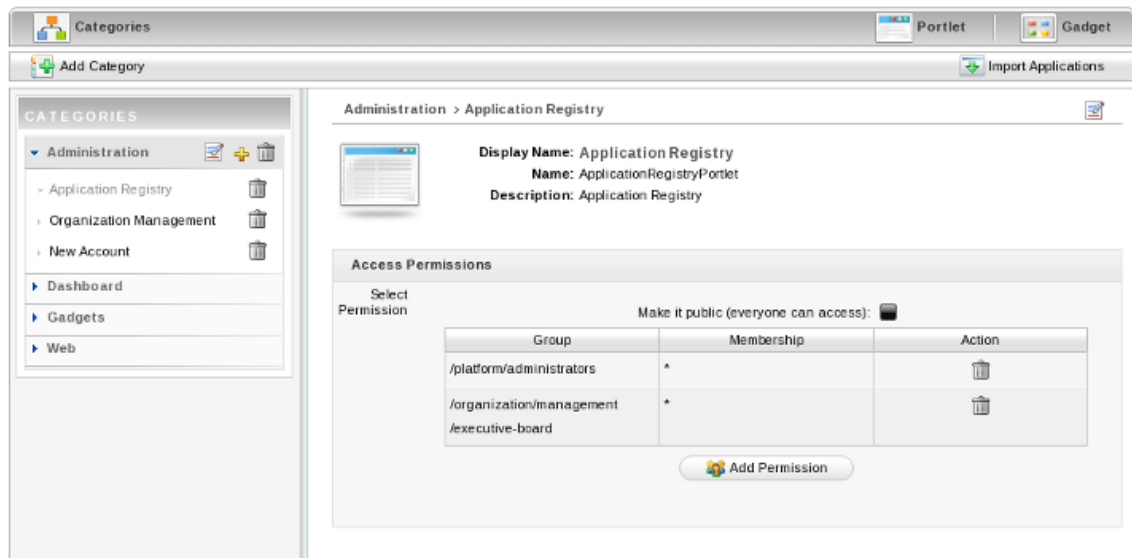 Categories
Portlet
Gadget
Add Category
Import Applications
CATEGORIES
Administration
Application Registry
Organization Management
New Account
Dashboard
Gadgets
Web
Administration > Application Registry
Display Name: Application Registry
Name: ApplicationRegistryPortlet
Description: Application Registry
Access Permissions
Select
Permission
Make it public (everyone can access):
Group Membership Action
/platform/administrators *
/organization/management *
/executive-board
Add Permission